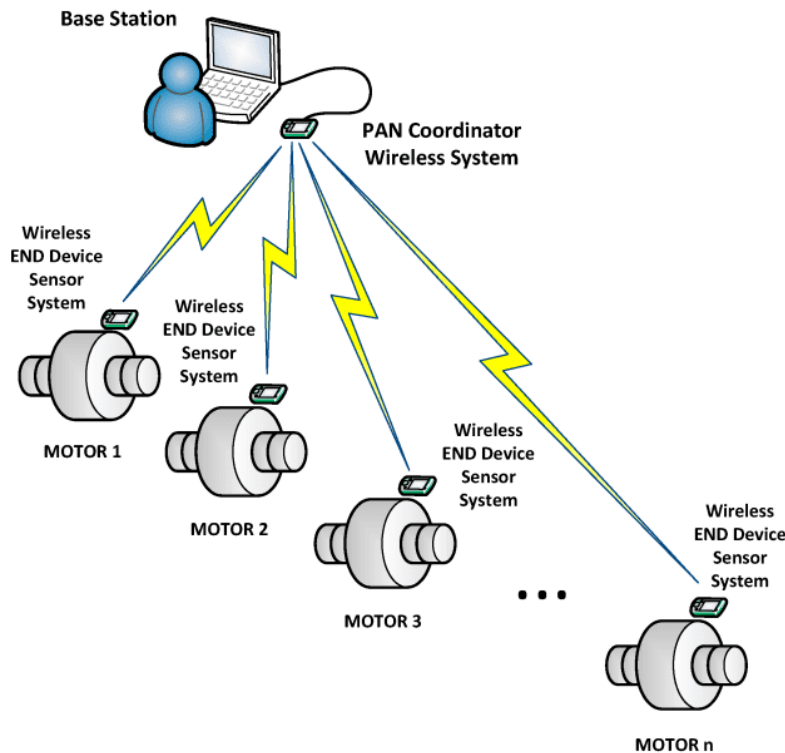 Base Station
PAN Coordinator
Wireless System
Wireless
END Device
Sensor
System
MOTOR 1
Wireless
END Device
Sensor
System
MOTOR 2
Wireless
END Device
Sensor
System
MOTOR 3
...
Wireless
END Device
Sensor
System
MOTOR n